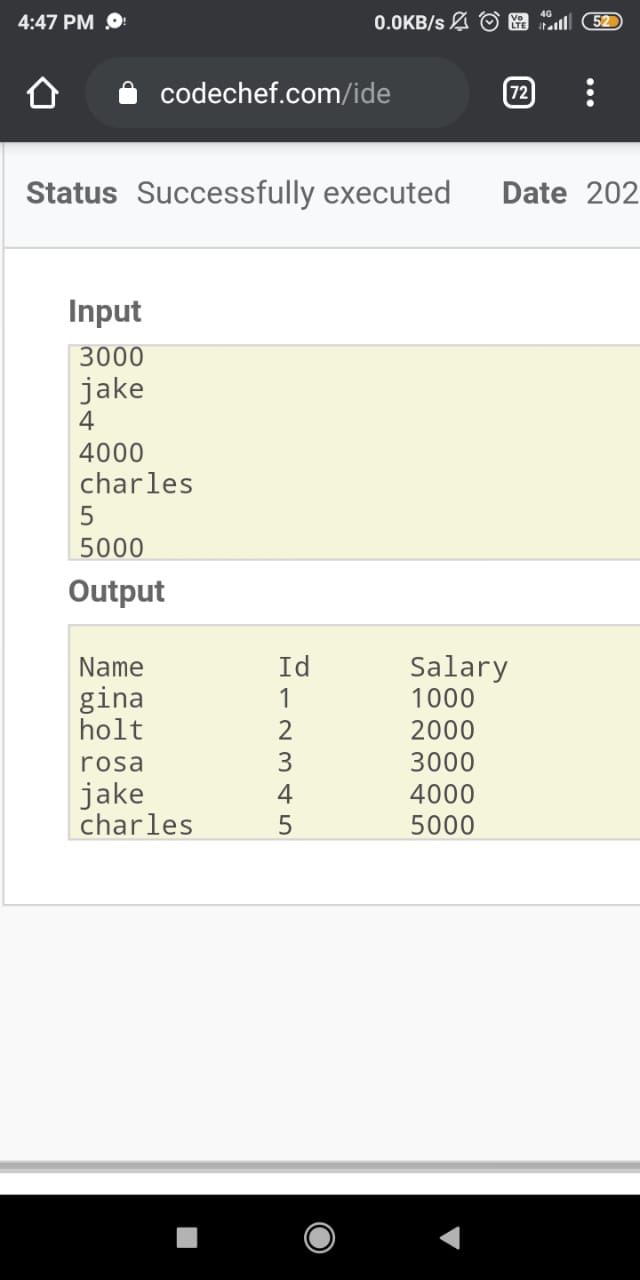 4:47 PM 0.0KB/s Vo LTE 4G 52
codechef.com/ide 72
Status Successfully executed Date 202
Input
3000
jake
4
4000
charles
5
5000
Output
Name Id Salary
gina 1 1000
holt 2 2000
rosa 3 3000
jake 4 4000
charles 5 5000